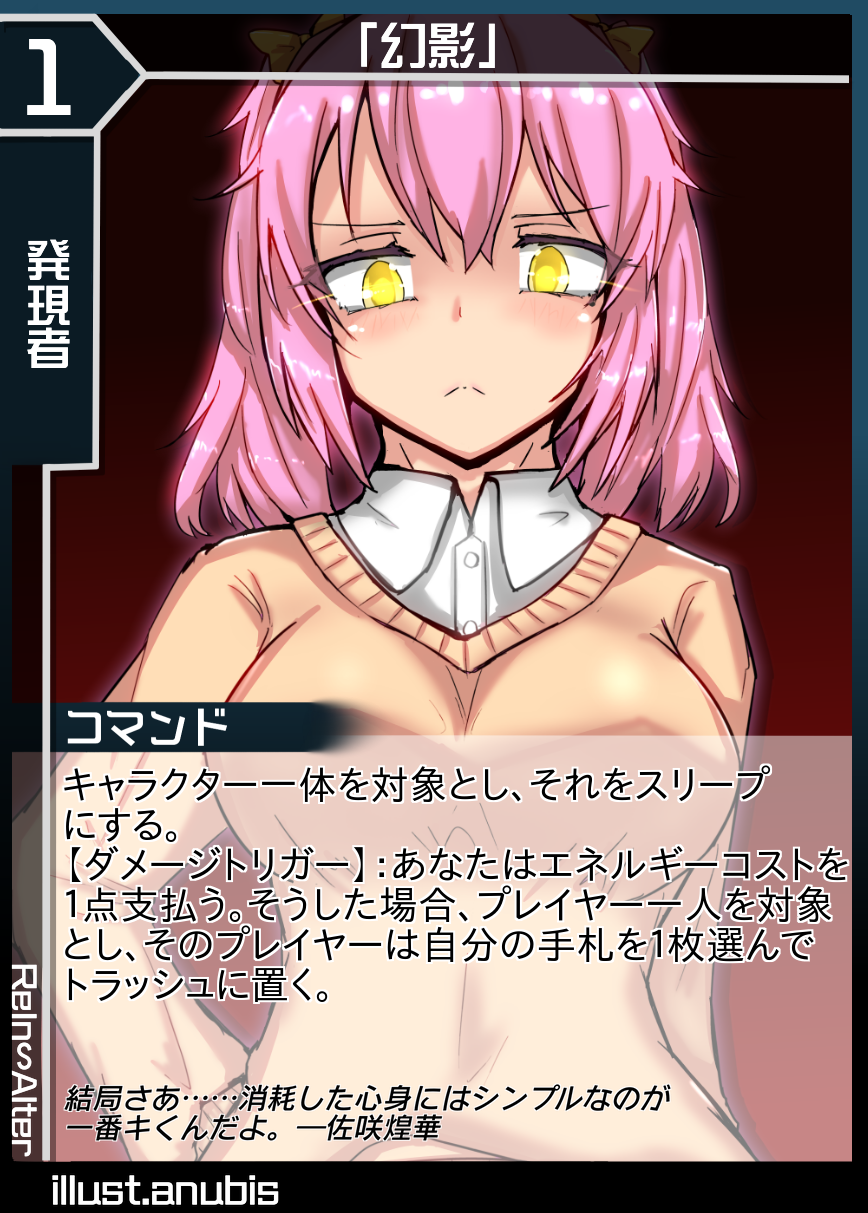 1
「幻影」
発現者
コマンド
キャラクター一体を対象とし、それをスリープ
にする。
【ダメージトリガー】：あなたはエネルギーコストを
1点支払う。そうした場合、プレイヤー一人を対象
とし、そのプレイヤーは自分の手札を1枚選んで
トラッシュに置く。
結局さあ……消耗した心身にはシンプルなのが
一番キくんだよ。―佐咲煌華
ReIn∽Alter
illust.anubis